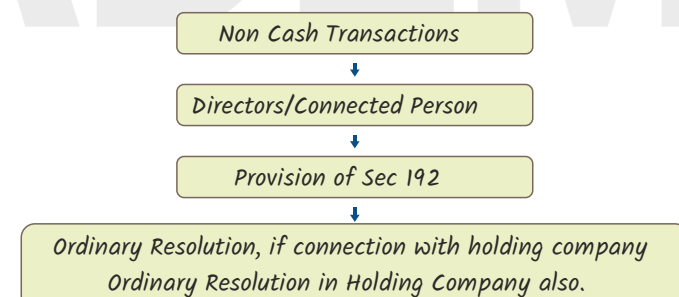 Non Cash Transactions
Directors/Connected Person
Provision of Sec 192
Ordinary Resolution, if connection with holding company
Ordinary Resolution in Holding Company also.